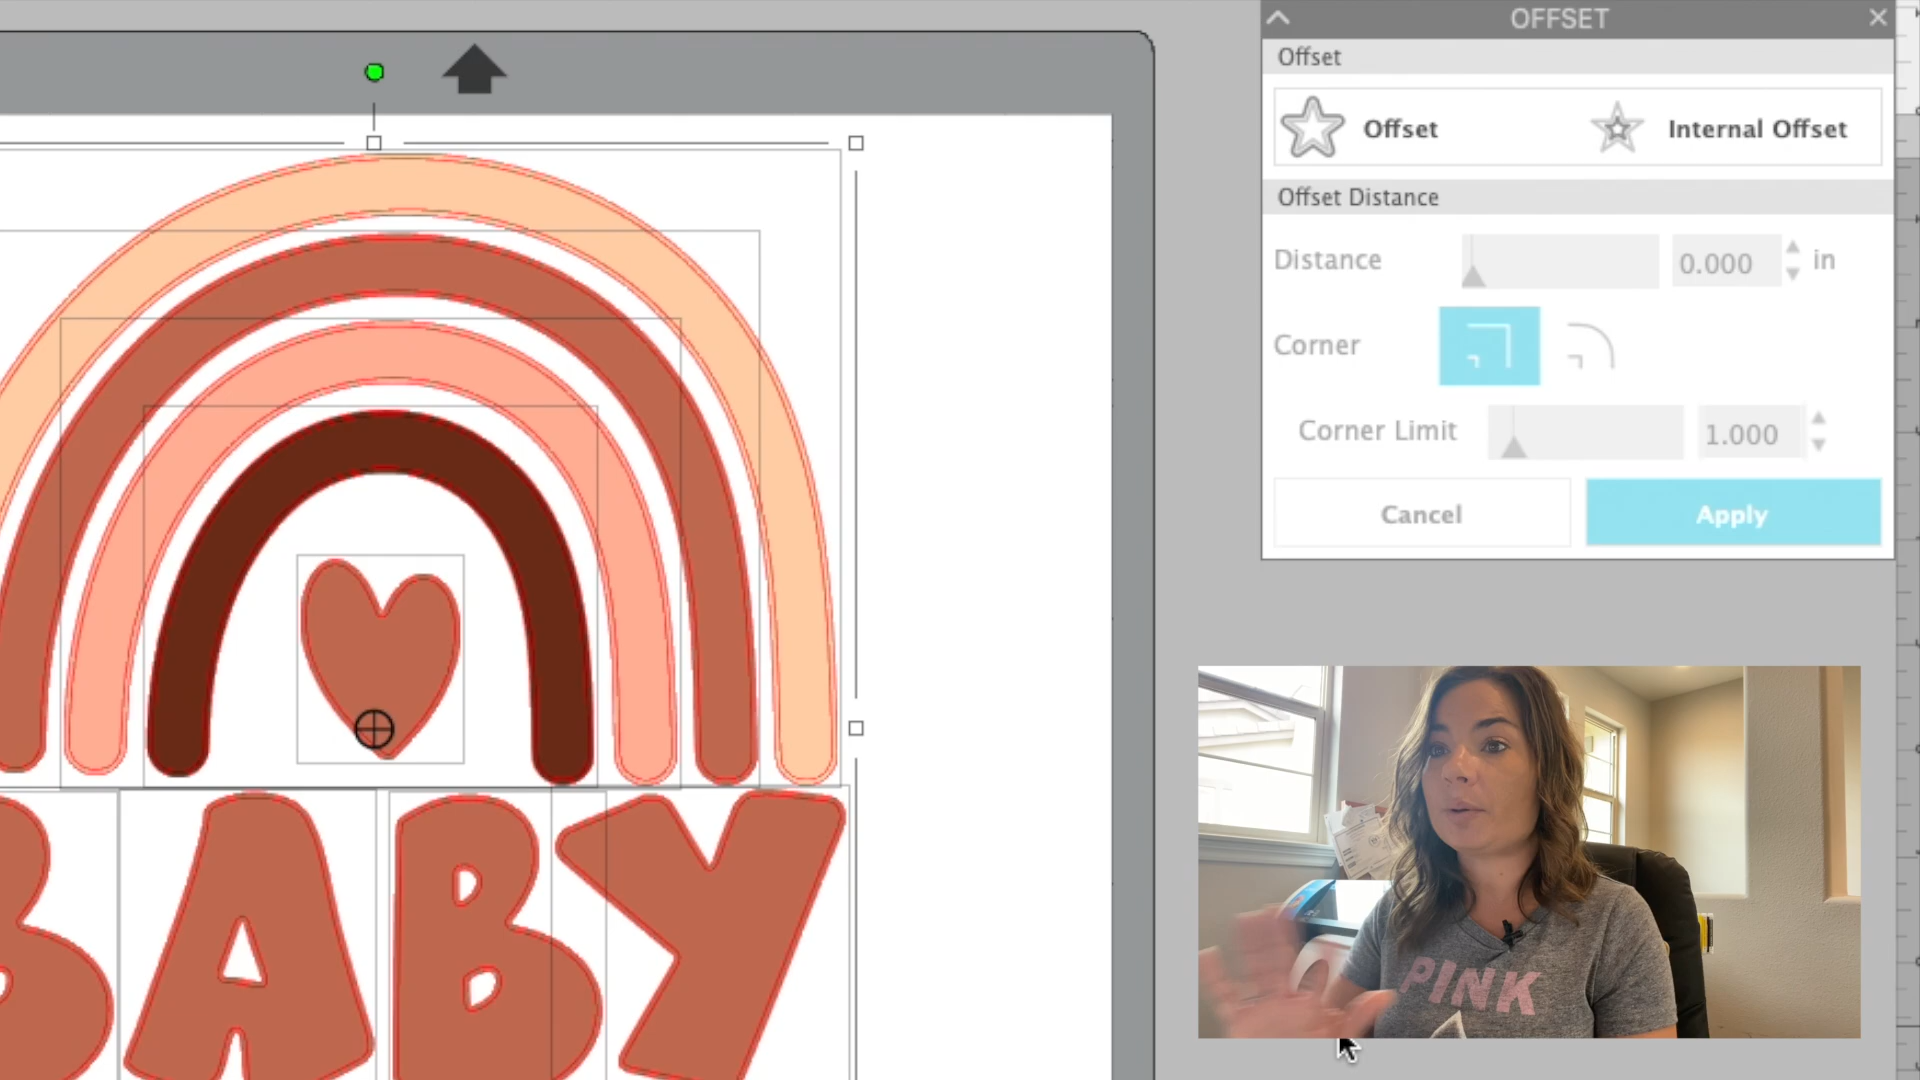 OFFSET
Offset
Offset Internal Offset
Offset Distance
Distance 0.000 in
Corner
Corner Limit 1.000
Cancel Apply
BABY
PINK